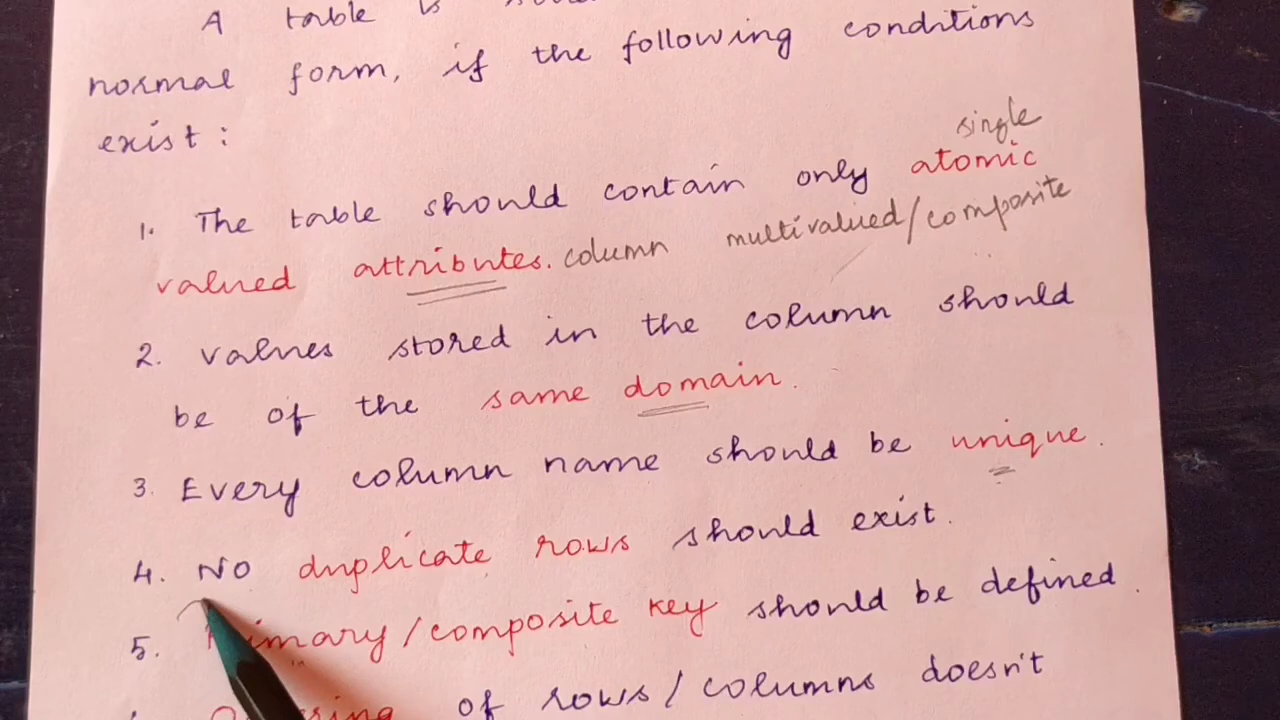 A table is
normal form, if the following conditions
exist:
single
1. The table should contain only atomic
valued attributes. column multivalued/composite
2. Values stored in the column should
be of the same domain.
3. Every column name should be unique.
4. No duplicate rows should exist.
5. Primary/composite key should be defined.
of rows/columns doesn't